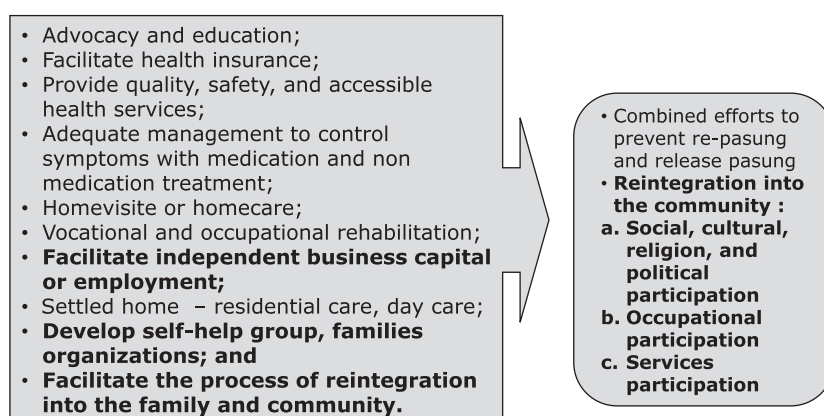 • Advocacy and education;
• Facilitate health insurance;
• Provide quality, safety, and accessible
health services;
• Adequate management to control
symptoms with medication and non
medication treatment;
• Homevisite or homecare;
• Vocational and occupational rehabilitation;
• Facilitate independent business capital
or employment;
• Settled home – residential care, day care;
• Develop self-help group, families
organizations; and
• Facilitate the process of reintegration
into the family and community.
• Combined efforts to
prevent re-pasung
and release pasung
• Reintegration into
the community :
a. Social, cultural,
religion, and
political
participation
b. Occupational
participation
c. Services
participation